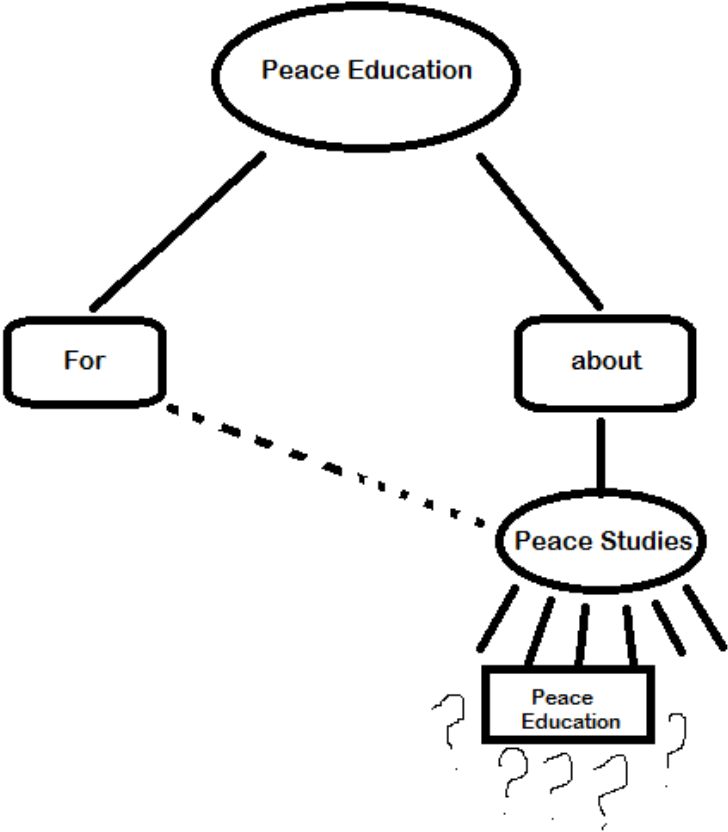 Peace Education
For
about
Peace Studies
Peace
Education
? ? ? ? ?